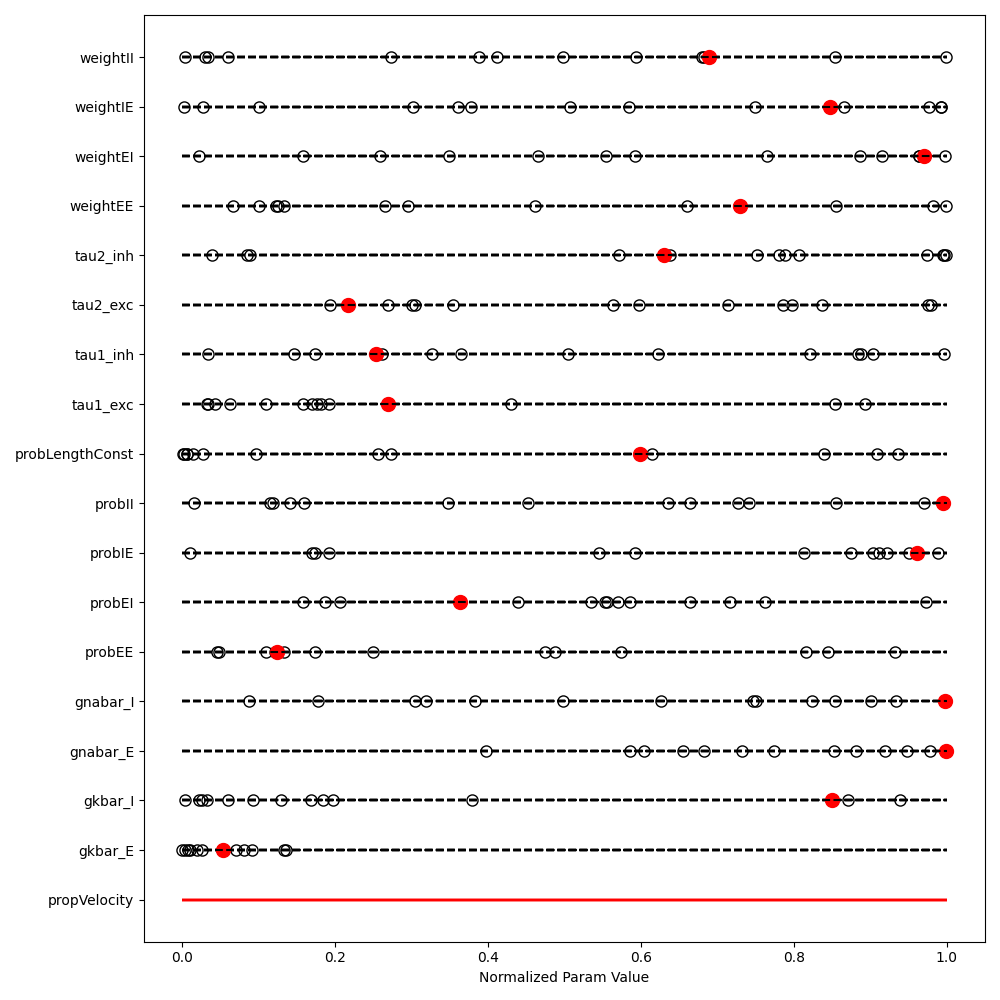 weightII
weightIE
weightEI
weightEE
tau2_inh
tau2_exc
tau1_inh
tau1_exc
probLengthConst
probII
probIE
probEI
probEE
gnabar_I
gnabar_E
gkbar_I
gkbar_E
propVelocity
0.0 0.2 0.4 0.6 0.8 1.0
Normalized Param Value